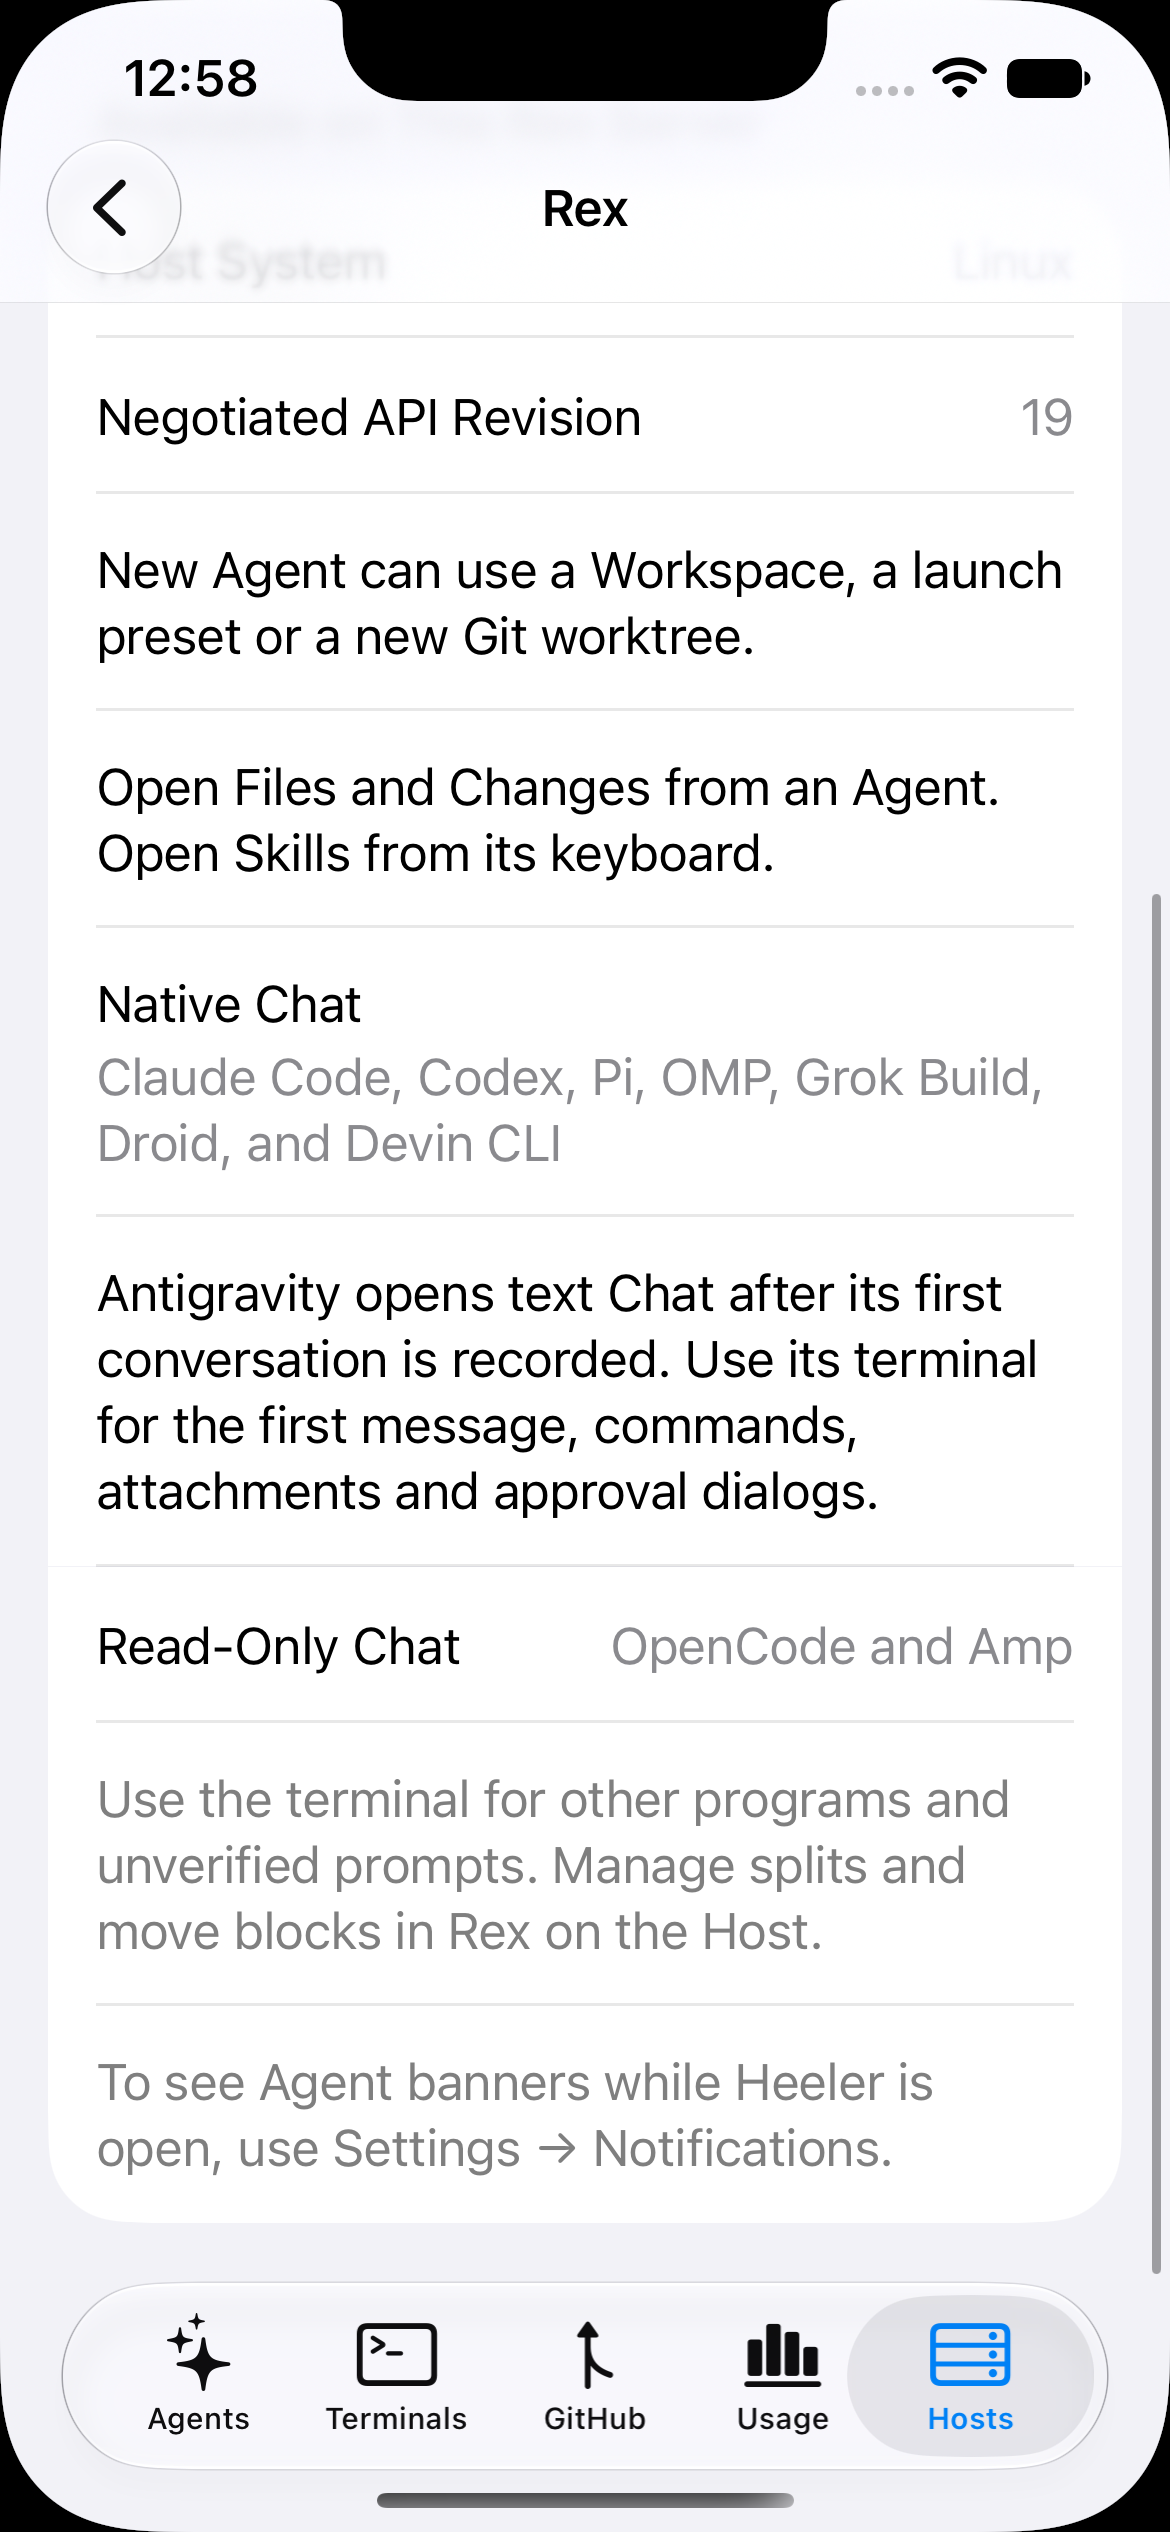 12:58
Rex
Host System
Linux
Negotiated API Revision
19
New Agent can use a Workspace, a launch
preset or a new Git worktree.
Open Files and Changes from an Agent.
Open Skills from its keyboard.
Native Chat
Claude Code, Codex, Pi, OMP, Grok Build,
Droid, and Devin CLI
Antigravity opens text Chat after its first
conversation is recorded. Use its terminal
for the first message, commands,
attachments and approval dialogs.
Read-Only Chat
OpenCode and Amp
Use the terminal for other programs and
unverified prompts. Manage splits and
move blocks in Rex on the Host.
To see Agent banners while Heeler is
open, use Settings → Notifications.
Agents
Terminals
GitHub
Usage
Hosts